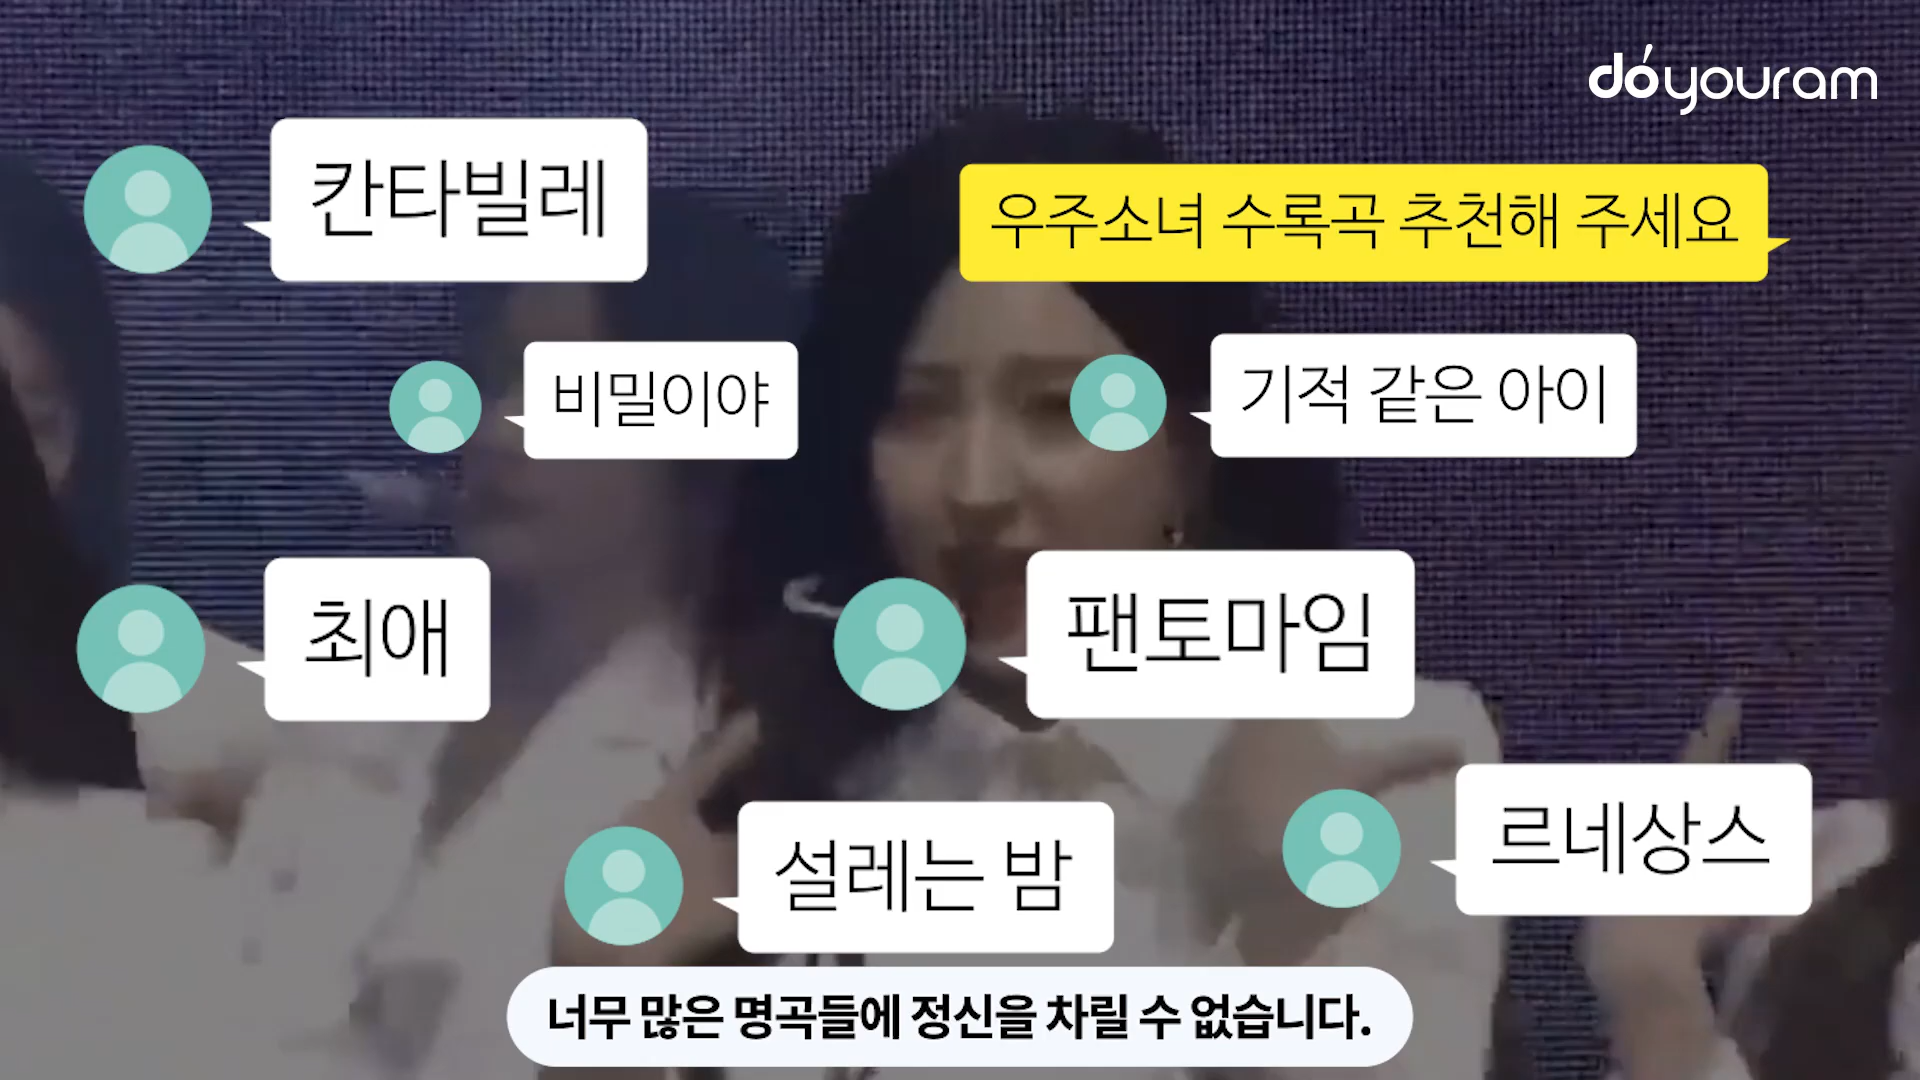 dóyouram
칸타빌레
우주소녀 수록곡 추천해 주세요
비밀이야
기적 같은 아이
최애
팬토마임
설레는 밤
르네상스
너무 많은 명곡들에 정신을 차릴 수 없습니다.